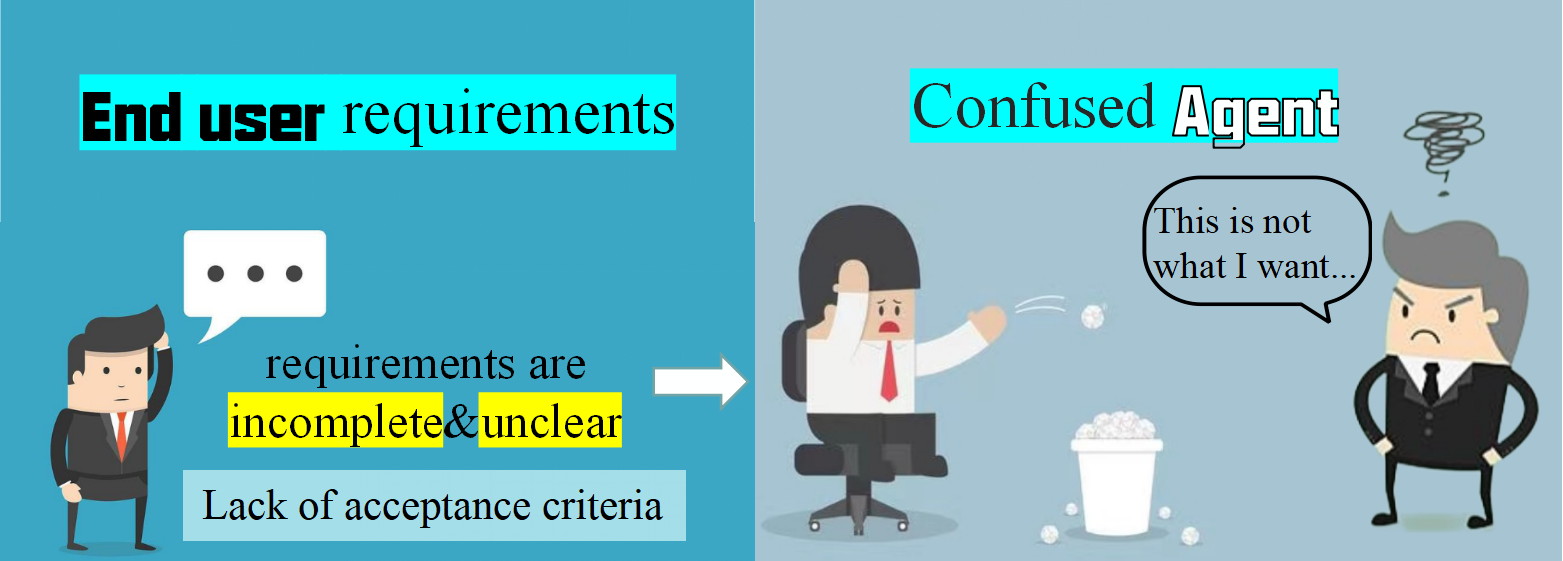 End user requirements
requirements are
incomplete&unclear
Lack of acceptance criteria
Confused Agent
This is not
what I want...